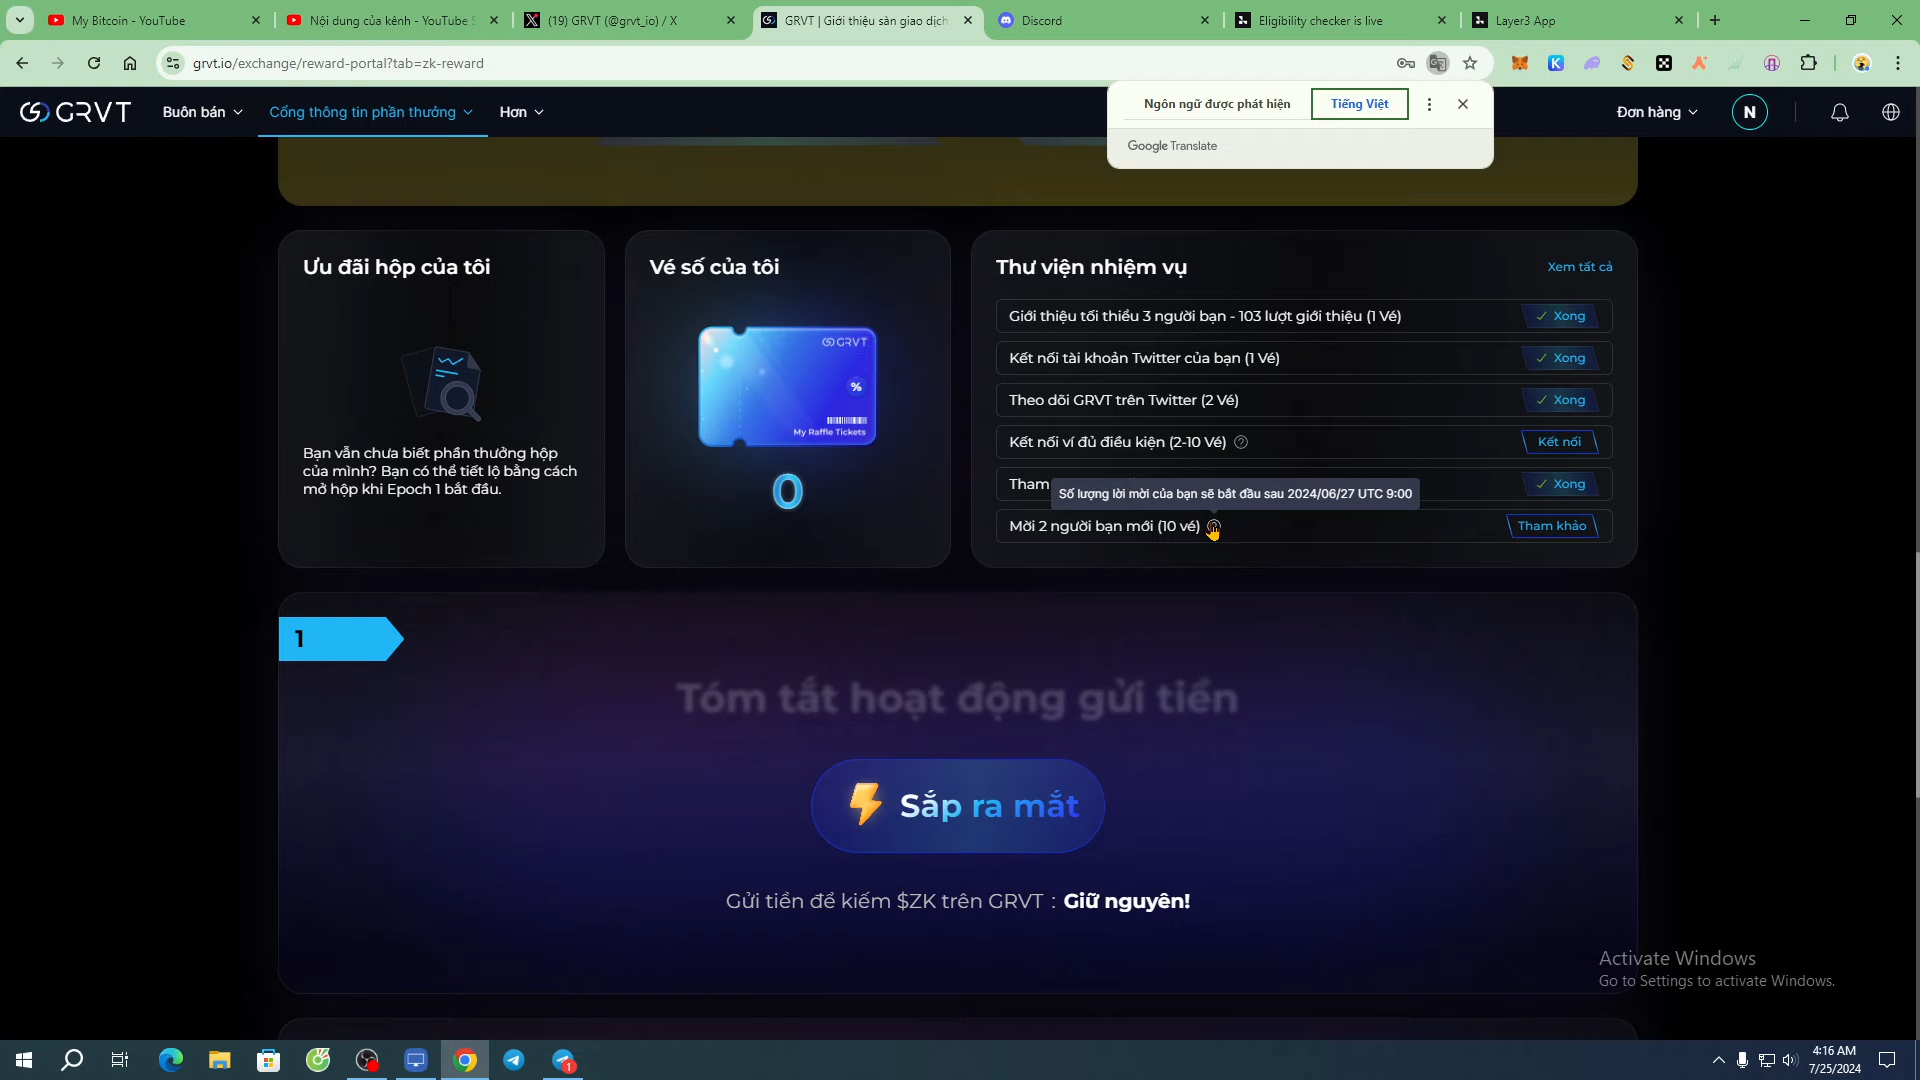 My Bitcoin - YouTube
Nội dung của kênh - YouTube S
(19) GRVT (@grvt_io) / X
GRVT | Giới thiệu sàn giao dịch
Discord
Eligibility checker is live
Layer3 App
grvt.io/exchange/reward-portal?tab=zk-reward
GRVT
Buôn bán
Cổng thông tin phần thưởng
Hơn
Ngôn ngữ được phát hiện
Tiếng Việt
Google Translate
Đơn hàng
N
Ưu đãi hộp của tôi
Bạn vẫn chưa biết phần thưởng hộp
của mình? Bạn có thể tiết lộ bằng cách
mở hộp khi Epoch 1 bắt đầu.
Vé số của tôi
GRVT
%
My Raffle Tickets
0
Thư viện nhiệm vụ
Xem tất cả
Giới thiệu tối thiểu 3 người bạn - 103 lượt giới thiệu (1 Vé)
Xong
Kết nối tài khoản Twitter của bạn (1 Vé)
Xong
Theo dõi GRVT trên Twitter (2 Vé)
Xong
Kết nối ví đủ điều kiện (2-10 Vé)
Kết nối
Tham
Xong
Số lượng lời mời của bạn sẽ bắt đầu sau 2024/06/27 UTC 9:00
Mời 2 người bạn mới (10 vé)
Tham khảo
1
Tóm tắt hoạt động gửi tiền
Sắp ra mắt
Gửi tiền để kiếm $ZK trên GRVT : Giữ nguyên!
Activate Windows
Go to Settings to activate Windows.
1
4:16 AM
7/25/2024